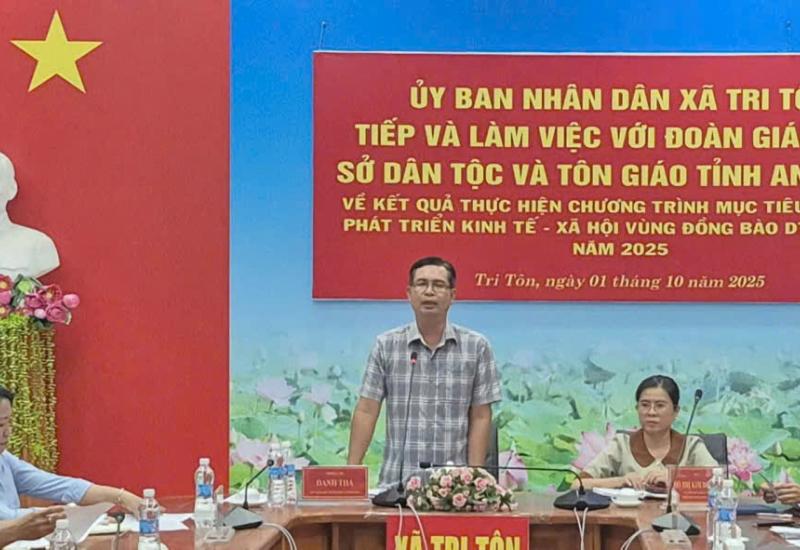 ỦY BAN NHÂN DÂN XÃ TRI TÔ
TIẾP VÀ LÀM VIỆC VỚI ĐOÀN GIÁ
SỞ DÂN TỘC VÀ TÔN GIÁO TỈNH AN
VỀ KẾT QUẢ THỰC HIỆN CHƯƠNG TRÌNH MỤC TIÊU
PHÁT TRIỂN KINH TẾ - XÃ HỘI VÙNG ĐỒNG BÀO DT
NĂM 2025
Tri Tôn, ngày 01 tháng 10 năm 2025
DANH THA
XÃ TRI TÔN